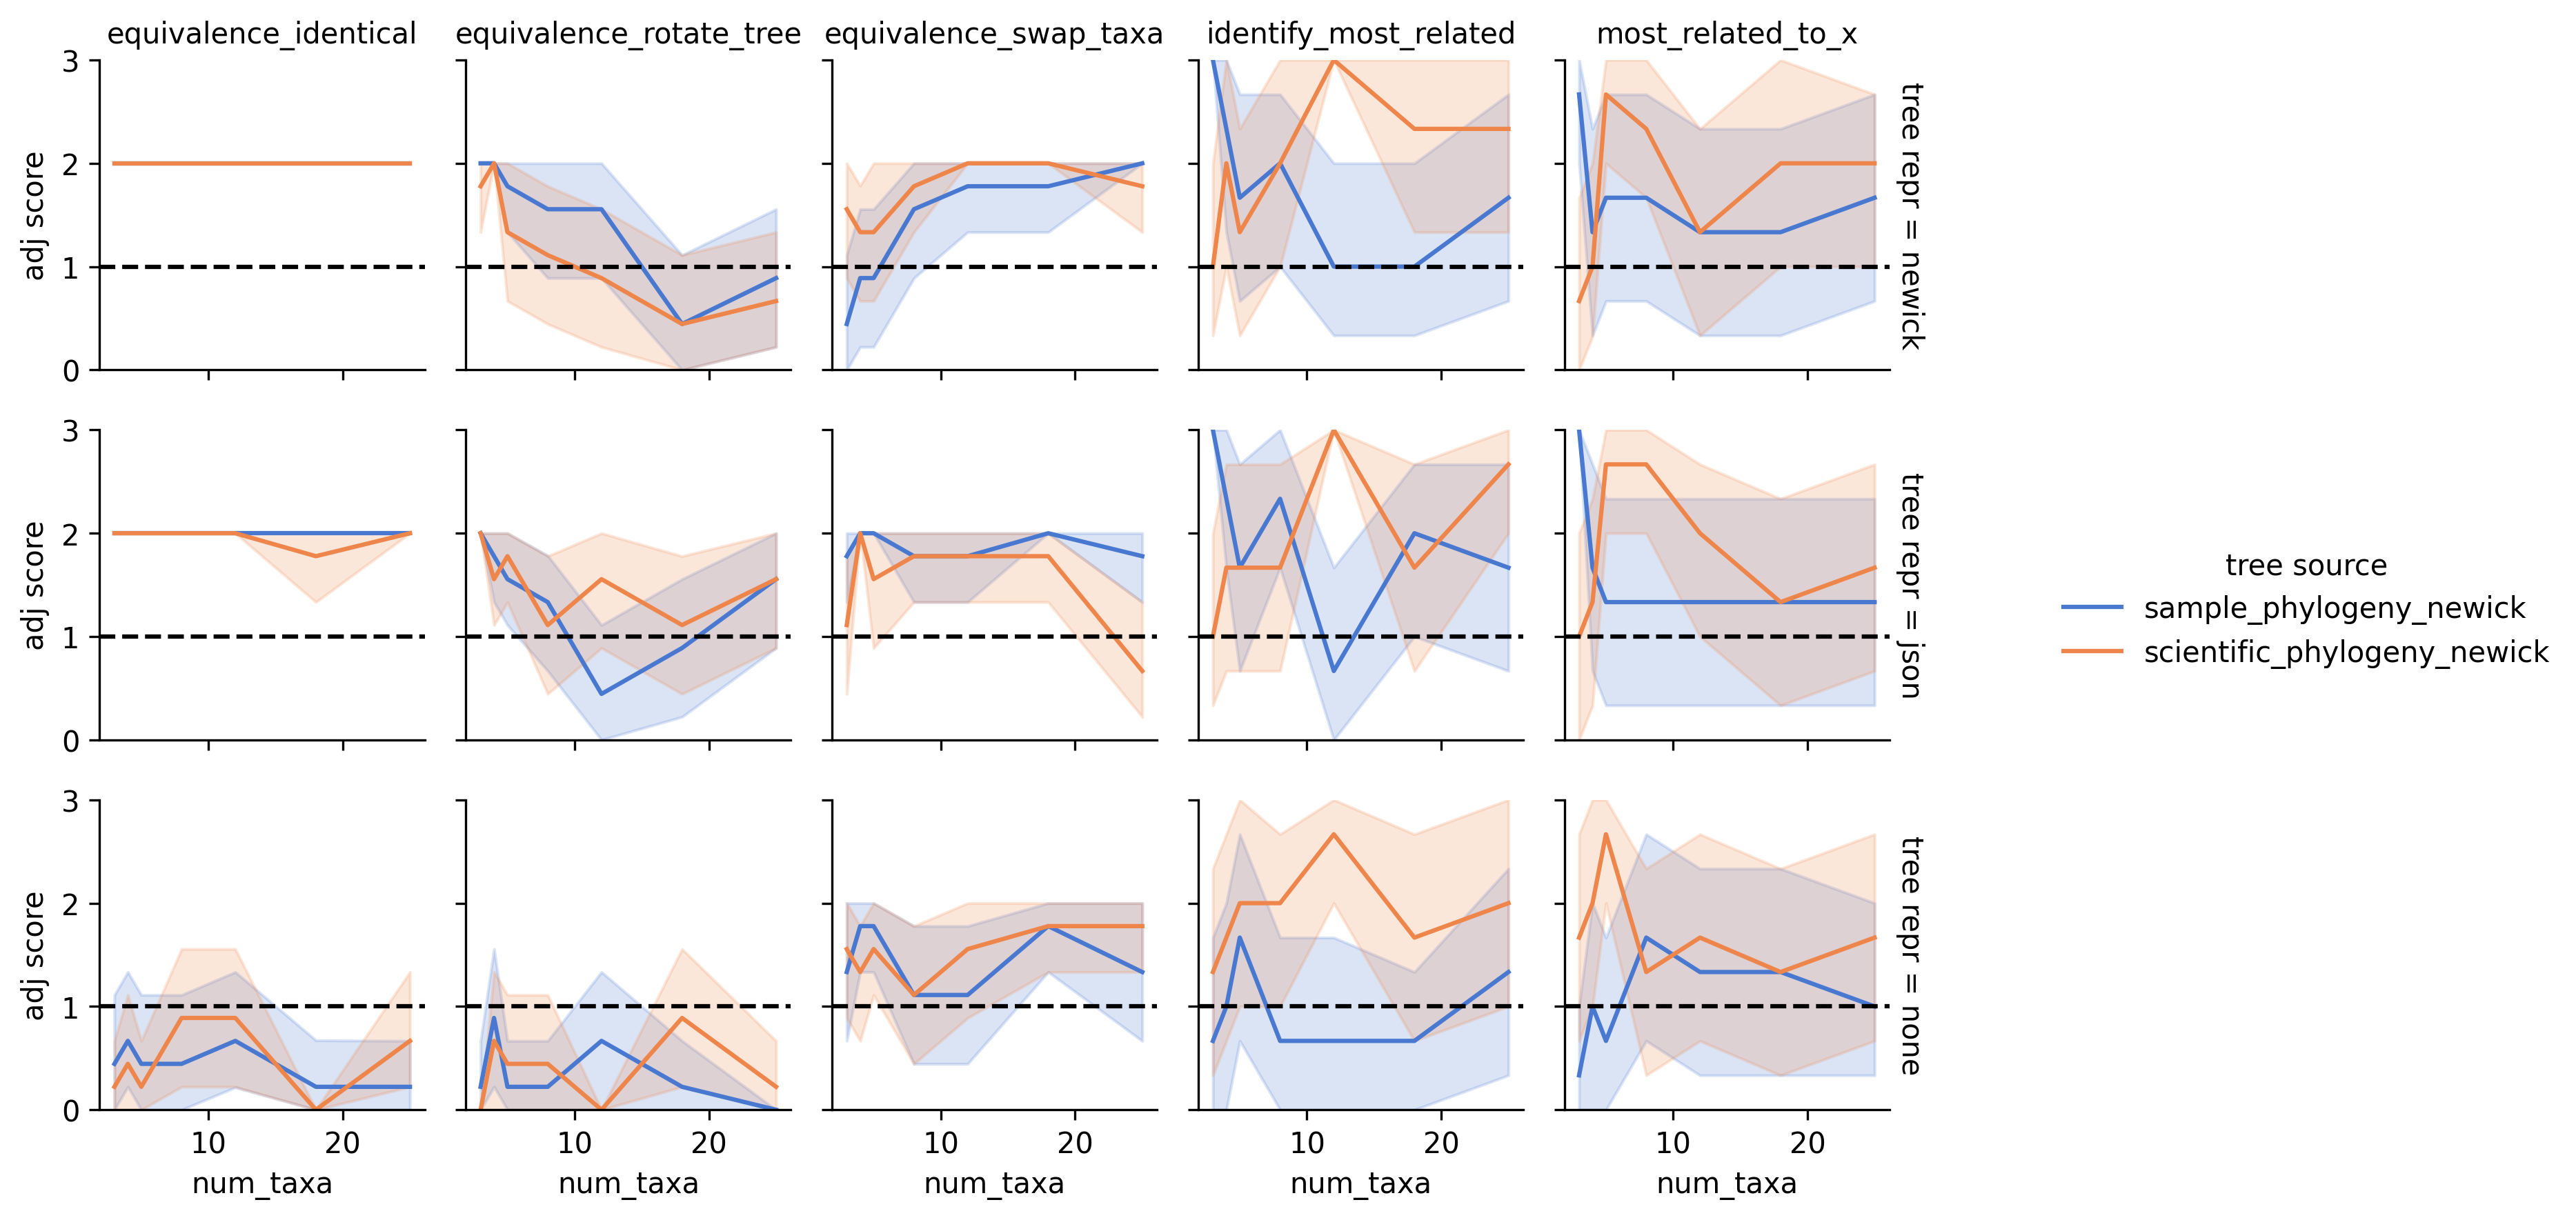 equivalence_identical
equivalence_rotate_tree
equivalence_swap_taxa
identify_most_related
most_related_to_x
3
2
1
0
adj score
tree repr = newick
3
2
1
0
adj score
tree repr = json
3
2
1
0
adj score
tree repr = none
10 20
10 20
10 20
10 20
10 20
num_taxa
num_taxa
num_taxa
num_taxa
num_taxa
tree source
sample_phylogeny_newick
scientific_phylogeny_newick